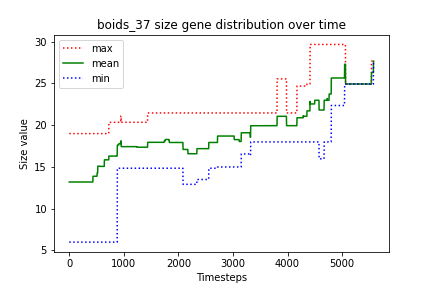 boids_37 size gene distribution over time
30
25
20
15
10
5
Size value
max
mean
min
0
1000
2000
3000
4000
5000
Timesteps